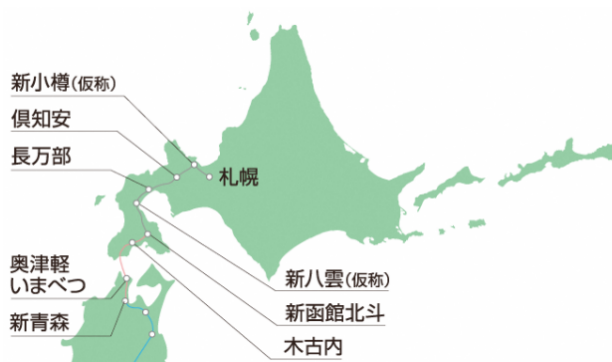 新小樽(仮称)
倶知安
長万部
札幌
奥津軽
いまべつ
新青森
新八雲(仮称)
新函館北斗
木古内